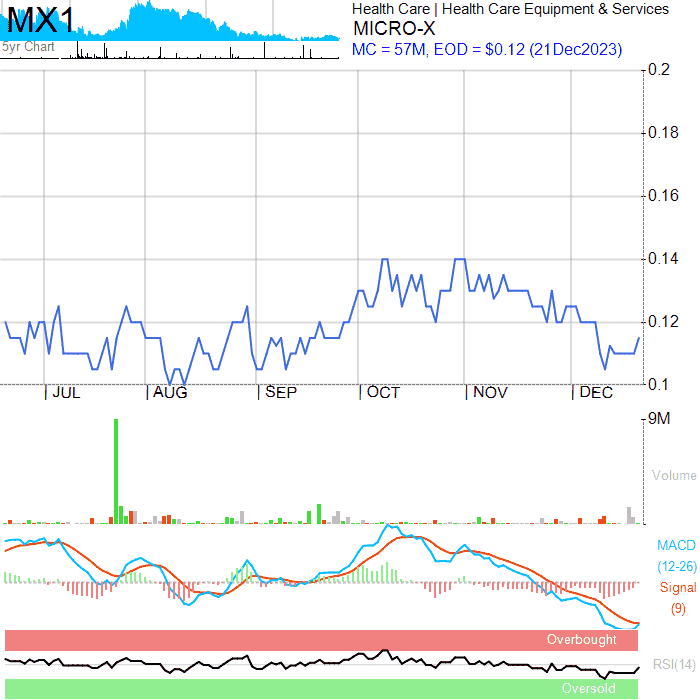 MX1
5yr Chart
Health Care | Health Care Equipment & Services
MICRO-X
MC = 57M, EOD = $0.12 (21Dec2023)
0.2
0.18
0.16
0.14
0.12
0.1
JUL AUG SEP OCT NOV DEC
9M
Volume
MACD
(12-26)
Signal
(9)
Overbought
RSI(14)
Oversold